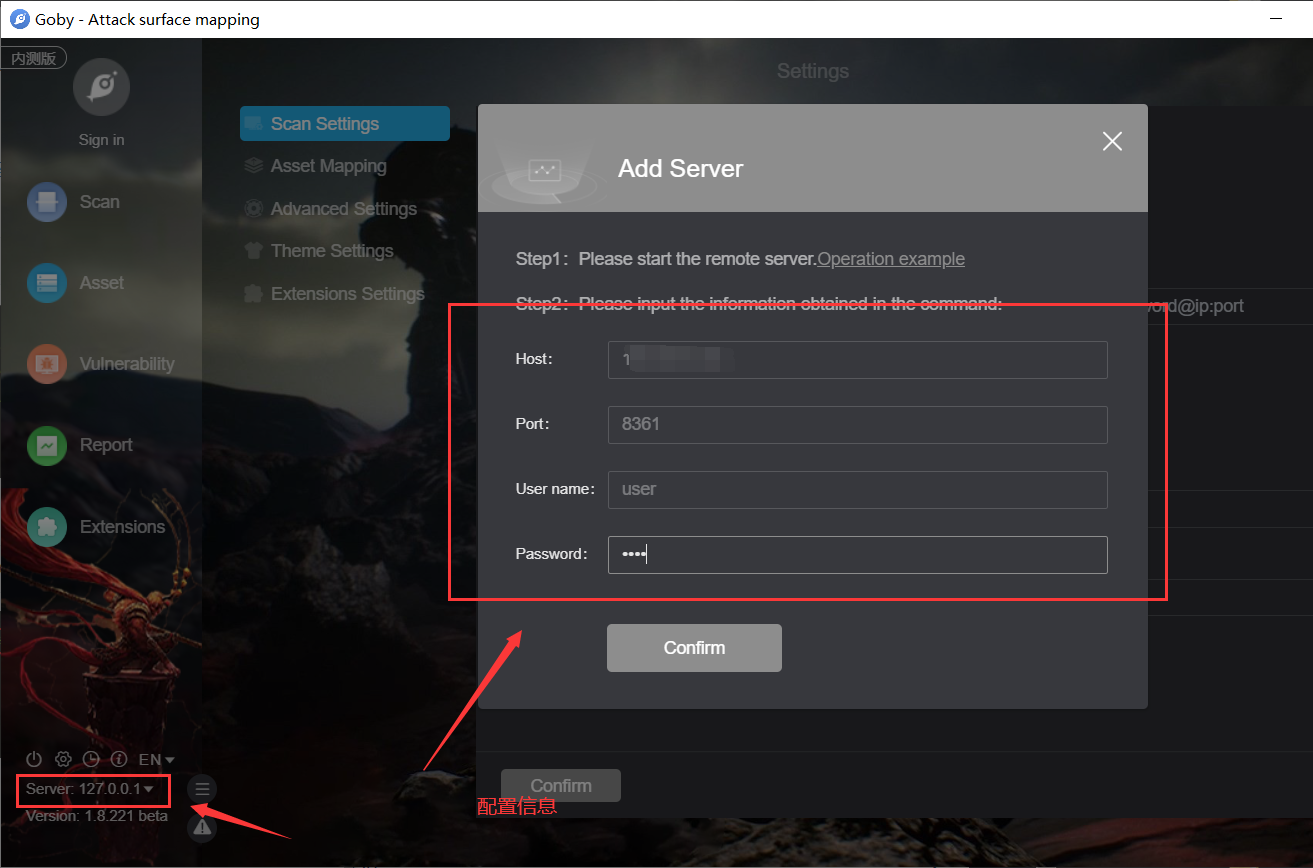 Goby - Attack surface mapping
内测版
Sign in
Scan
Asset
Vulnerability
Report
Extensions
EN
Server: 127.0.0.1
Version: 1.8.221 beta
Settings
Scan Settings
Asset Mapping
Advanced Settings
Theme Settings
Extensions Settings
Add Server
Step1：Please start the remote server.Operation example
Step2：Please input the information obtained in the command:
@ip:port
Host:
1
Port:
8361
User name:
user
Password:
••••
Confirm
Confirm
配置信息